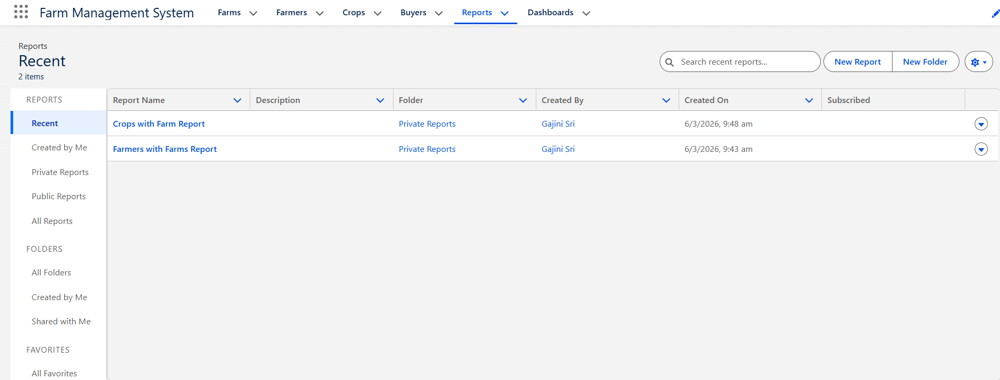 Farm Management System Farms Farmers Crops Buyers Reports Dashboards
Reports
Recent
2 items
Search recent reports...
New Report
New Folder
REPORTS
Recent
Created by Me
Private Reports
Public Reports
All Reports
FOLDERS
All Folders
Created by Me
Shared with Me
FAVORITES
All Favorites
Report Name Description Folder Created By Created On Subscribed
Crops with Farm Report Private Reports Gajini Sri 6/3/2026, 9:48 am
Farmers with Farms Report Private Reports Gajini Sri 6/3/2026, 9:43 am